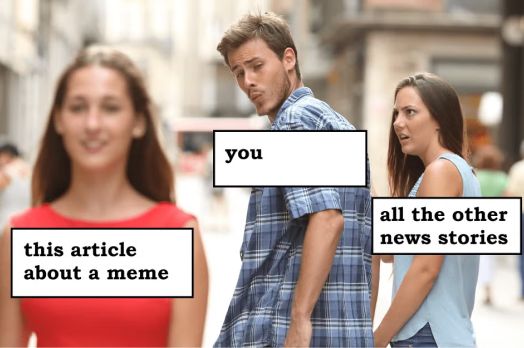 you
this article
about a meme
all the other
news stories